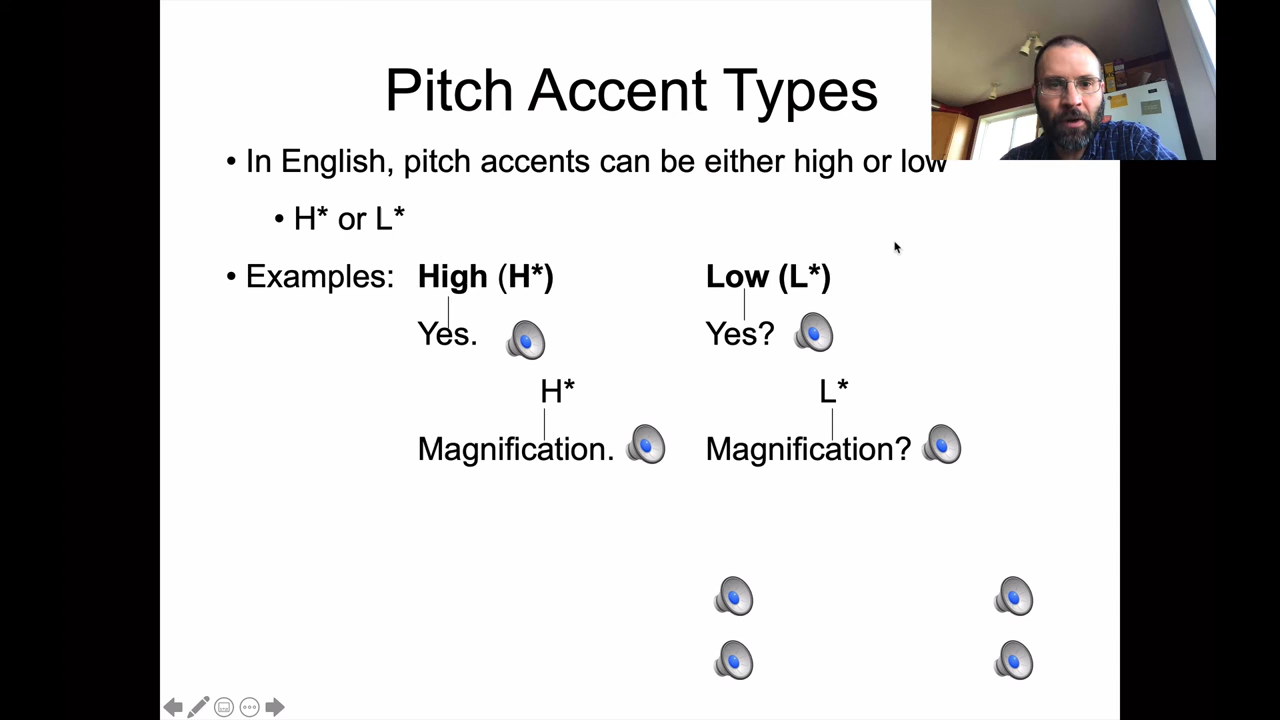 Pitch Accent Types
• In English, pitch accents can be either high or low
• H* or L*
• Examples: High (H*) Low (L*)
Yes. Yes?
H* L*
Magnification. Magnification?